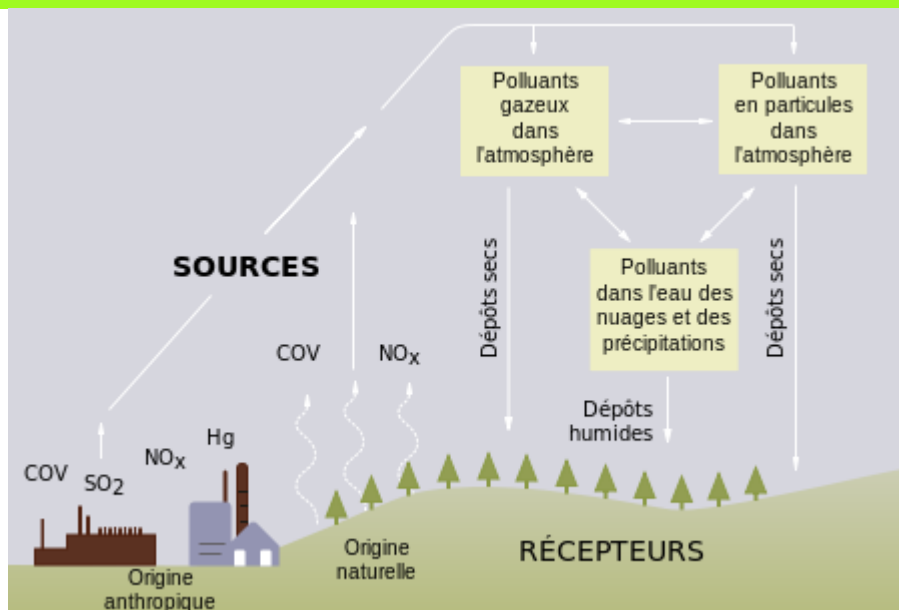 Polluants
gazeux
dans
l'atmosphère
Polluants
en particules
dans
l'atmosphère
SOURCES
Dépôts secs
Polluants
dans l'eau des
nuages et des
précipitations
Dépôts secs
COV
NOx
Dépôts
humides
COV
SO2
NOx
Hg
Origine
anthropique
Origine
naturelle
RÉCEPTEURS